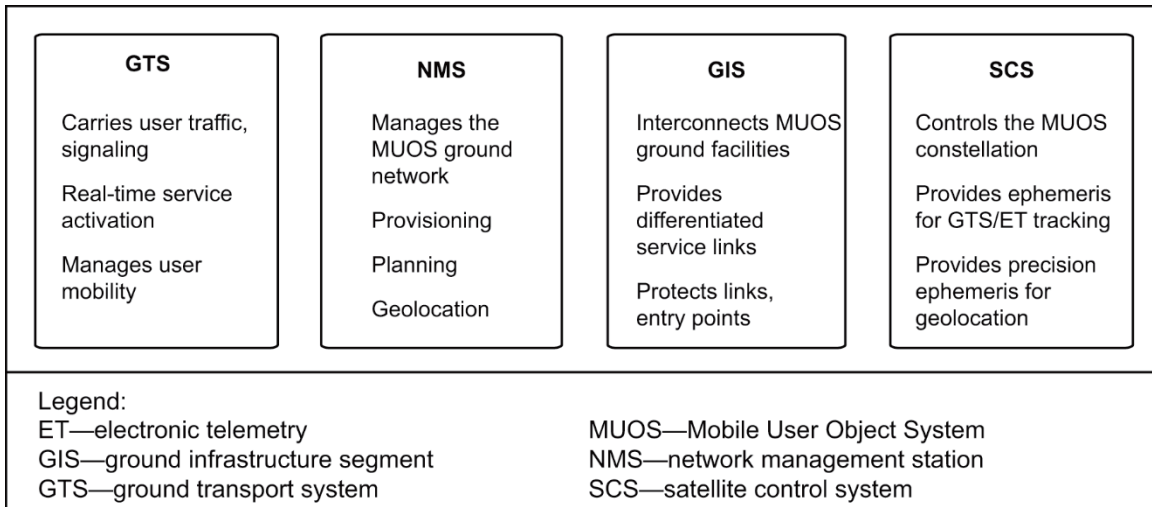 GTS
Carries user traffic,
signaling
Real-time service
activation
Manages user
mobility
NMS
Manages the
MUOS ground
network
Provisioning
Planning
Geolocation
GIS
Interconnects MUOS
ground facilities
Provides
differentiated
service links
Protects links,
entry points
SCS
Controls the MUOS
constellation
Provides ephemeris
for GTS/ET tracking
Provides precision
ephemeris for
geolocation
Legend:
ET—electronic telemetry
GIS—ground infrastructure segment
GTS—ground transport system
MUOS—Mobile User Object System
NMS—network management station
SCS—satellite control system